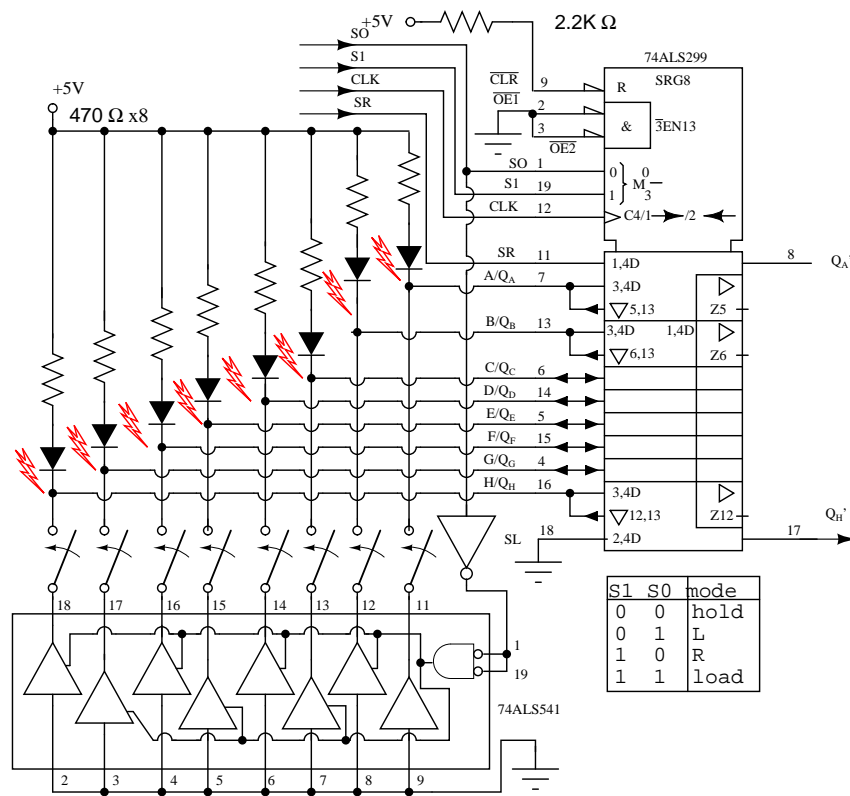 +5V
2.2K Ω
SO
S1
CLK
SR
+5V
470 Ω x8
74ALS299
SRG8
CLR
9
R
OE1
2
&
3EN13
3
OE2
SO 1
0
0
M
S1 19
1
3
CLK 12
C4/1
/2
SR 11
1,4D
8
QA'
A/QA
7
3,4D
5,13
Z5
B/QB
13
3,4D
1,4D
6,13
Z6
C/QC
6
D/QD
14
E/QE
5
F/QF
15
G/QG
4
H/QH
16
3,4D
12,13
Z12
SL
18
2,4D
17
QH'
18 17 16 15 14 13 12 11
1
19
74ALS541
2 3 4 5 6 7 8 9
S1 S0 mode
0 0 hold
0 1 L
1 0 R
1 1 load